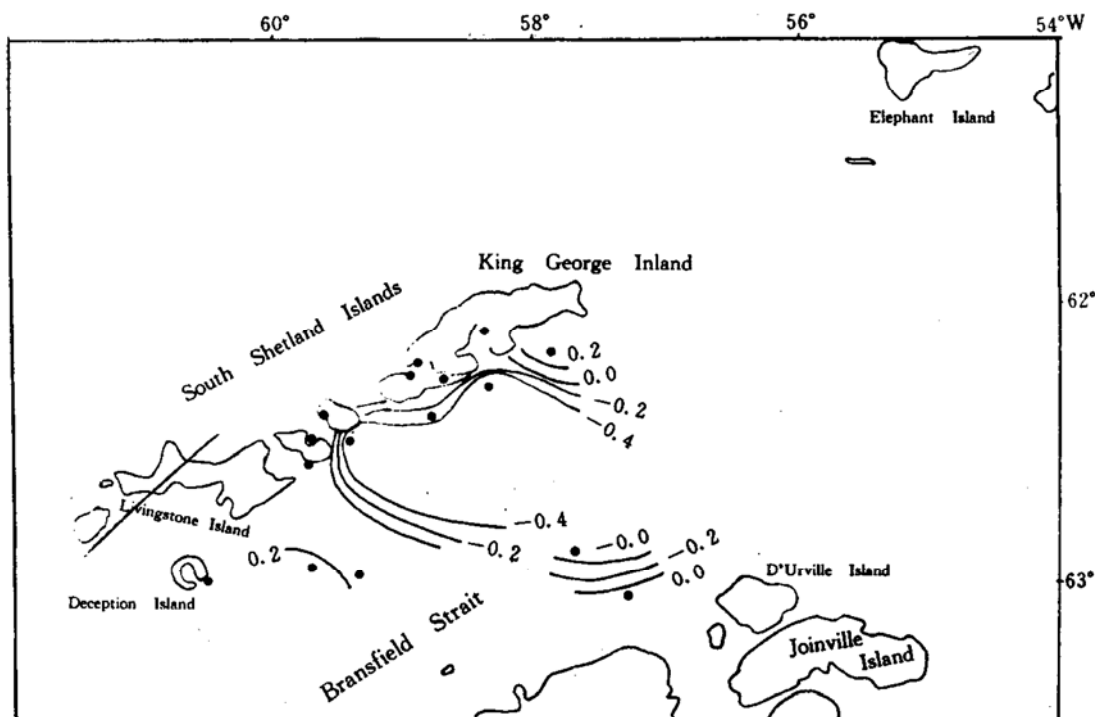 60°
58°
56°
54°W
Elephant Island
King George Inland
62°
South Shetland Islands
0.2
0.0
-0.2
-0.4
Livingstone Island
-0.4
-0.2
-0.0
-0.2
0.0
0.2
D'Urville Island
63°
Deception Island
Bransfield Strait
Joinville
Island